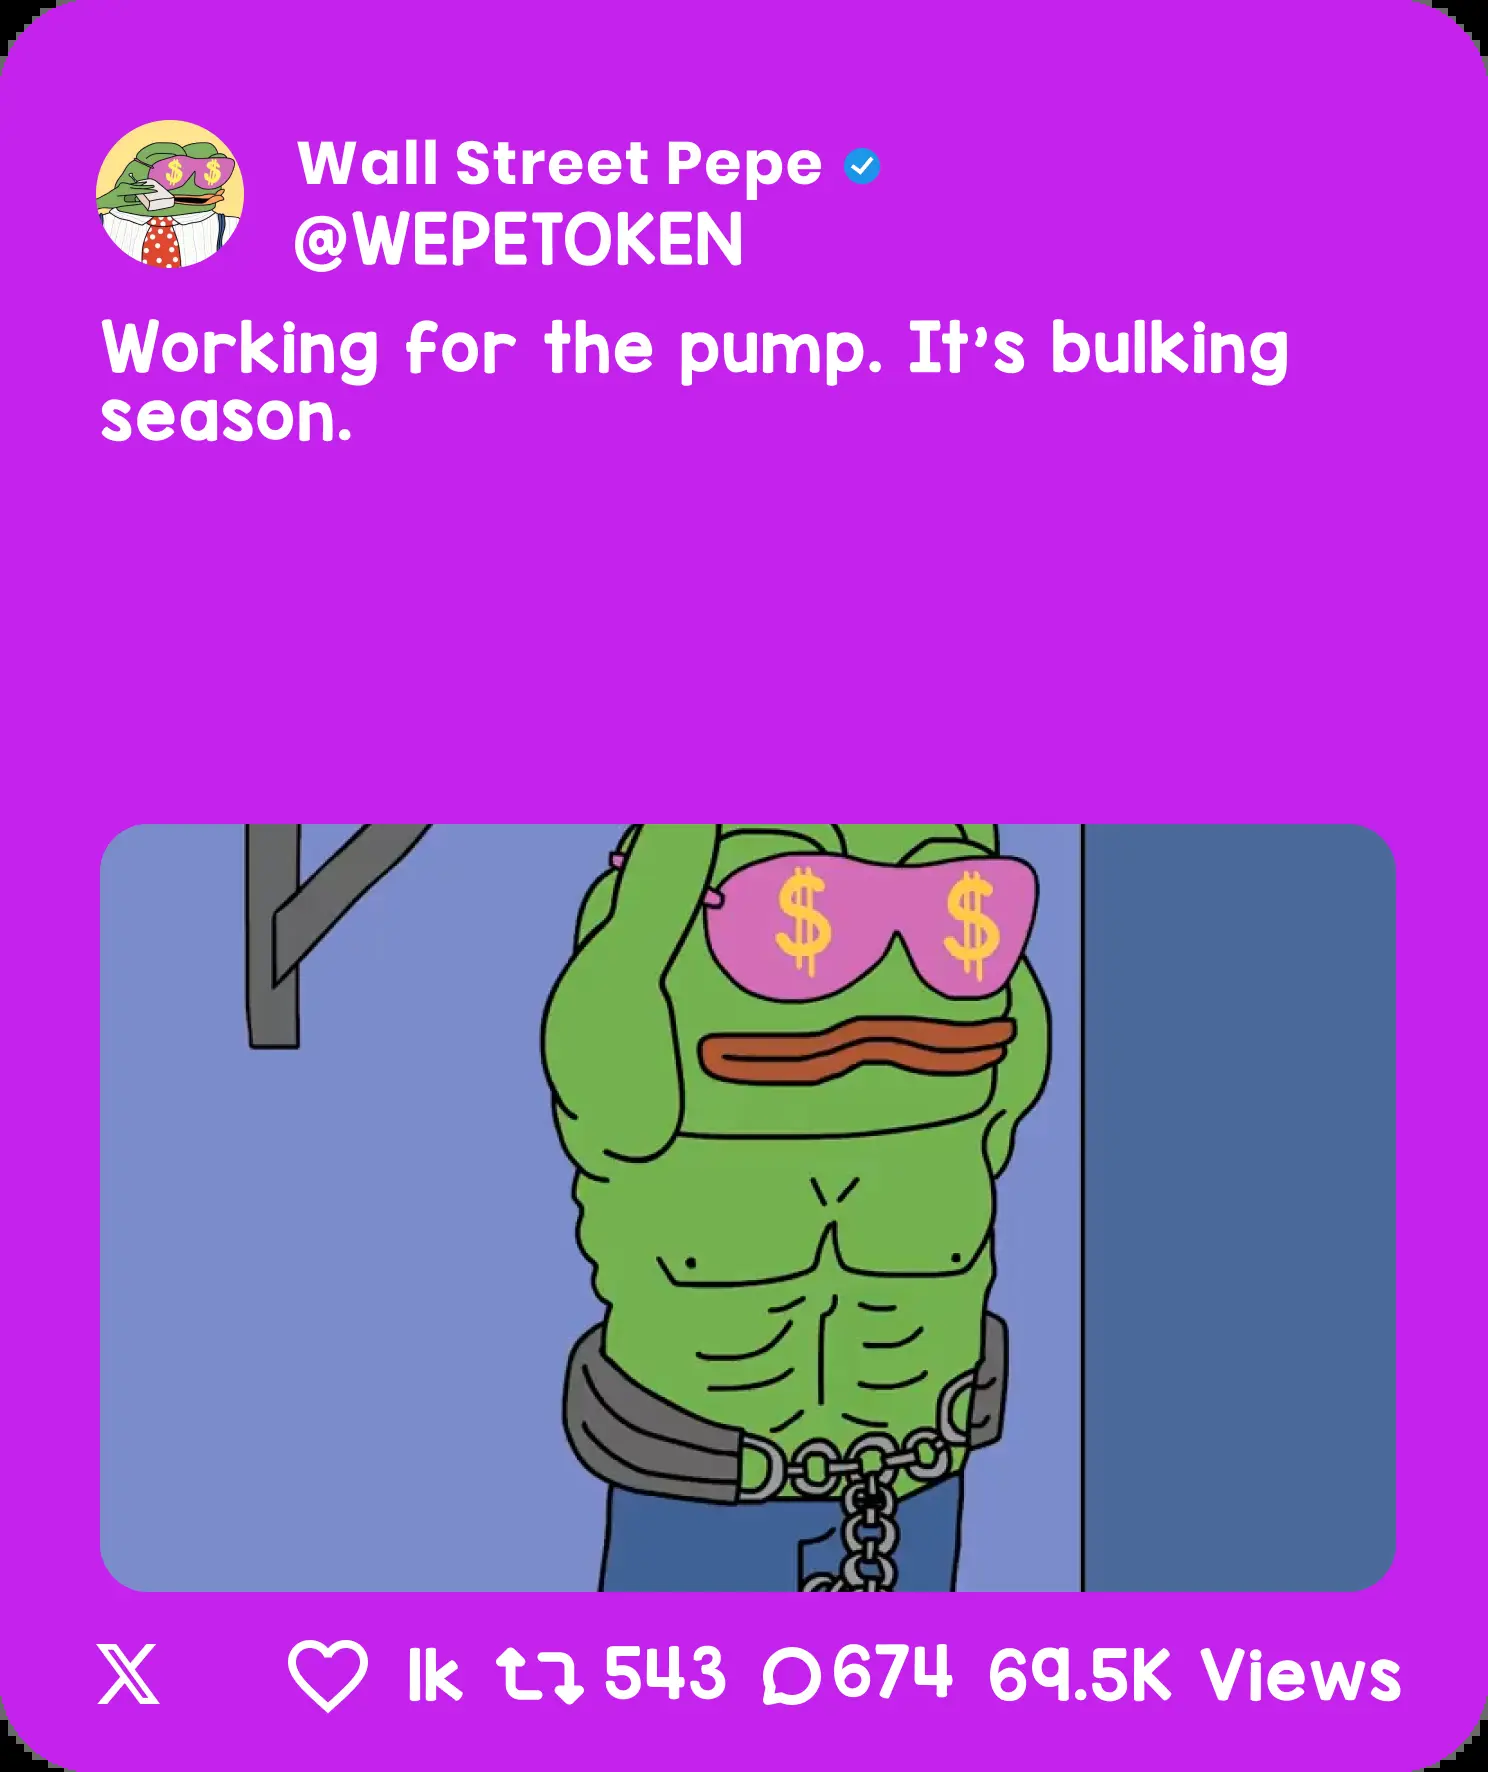 Wall Street Pepe
@WEPETOKEN
Working for the pump. It's bulking
season.
$ $
1k 543 674 69.5K Views